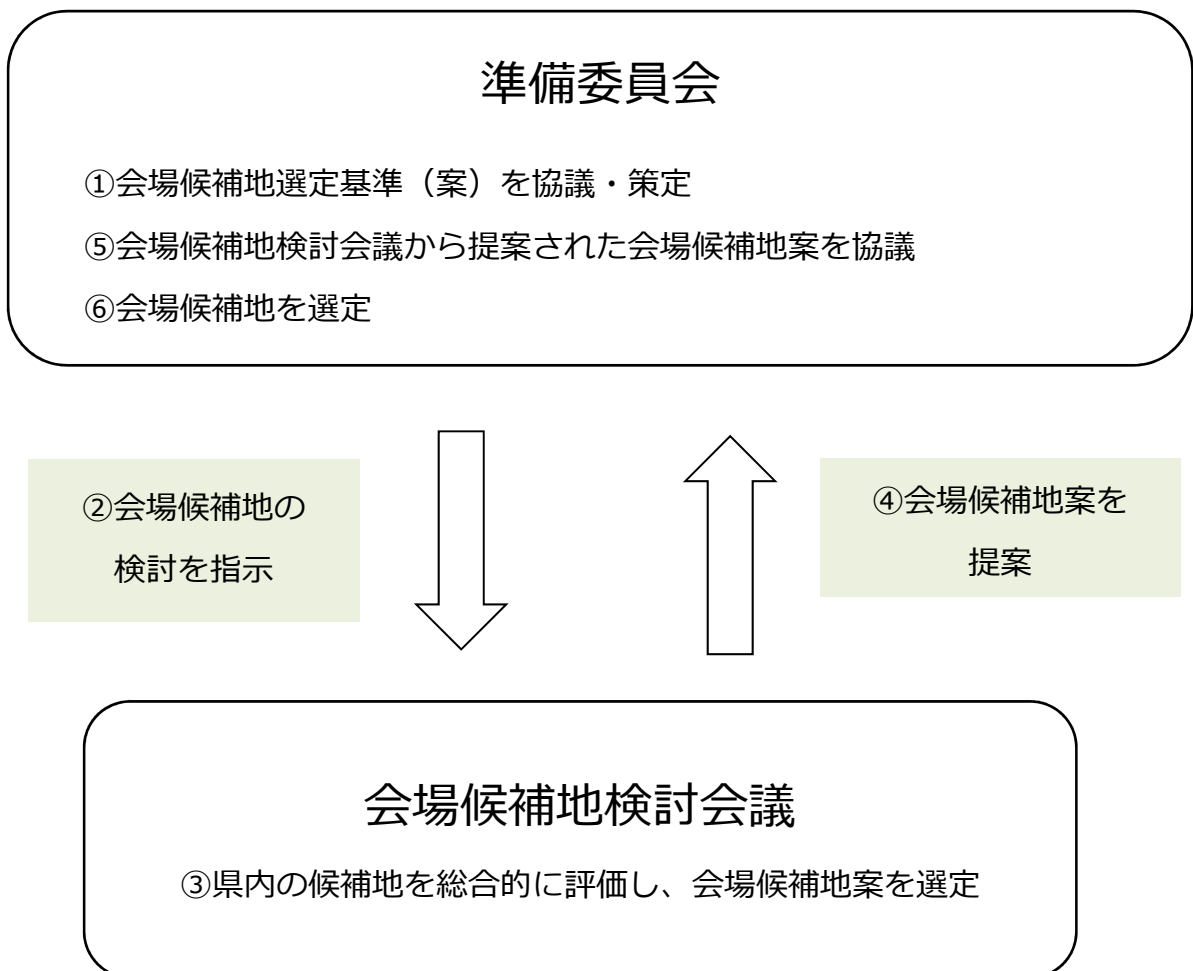 準備委員会
①会場候補地選定基準（案）を協議・策定
⑤会場候補地検討会議から提案された会場候補地案を協議
⑥会場候補地を選定
②会場候補地の
検討を指示
④会場候補地案を
提案
会場候補地検討会議
③県内の候補地を総合的に評価し、会場候補地案を選定